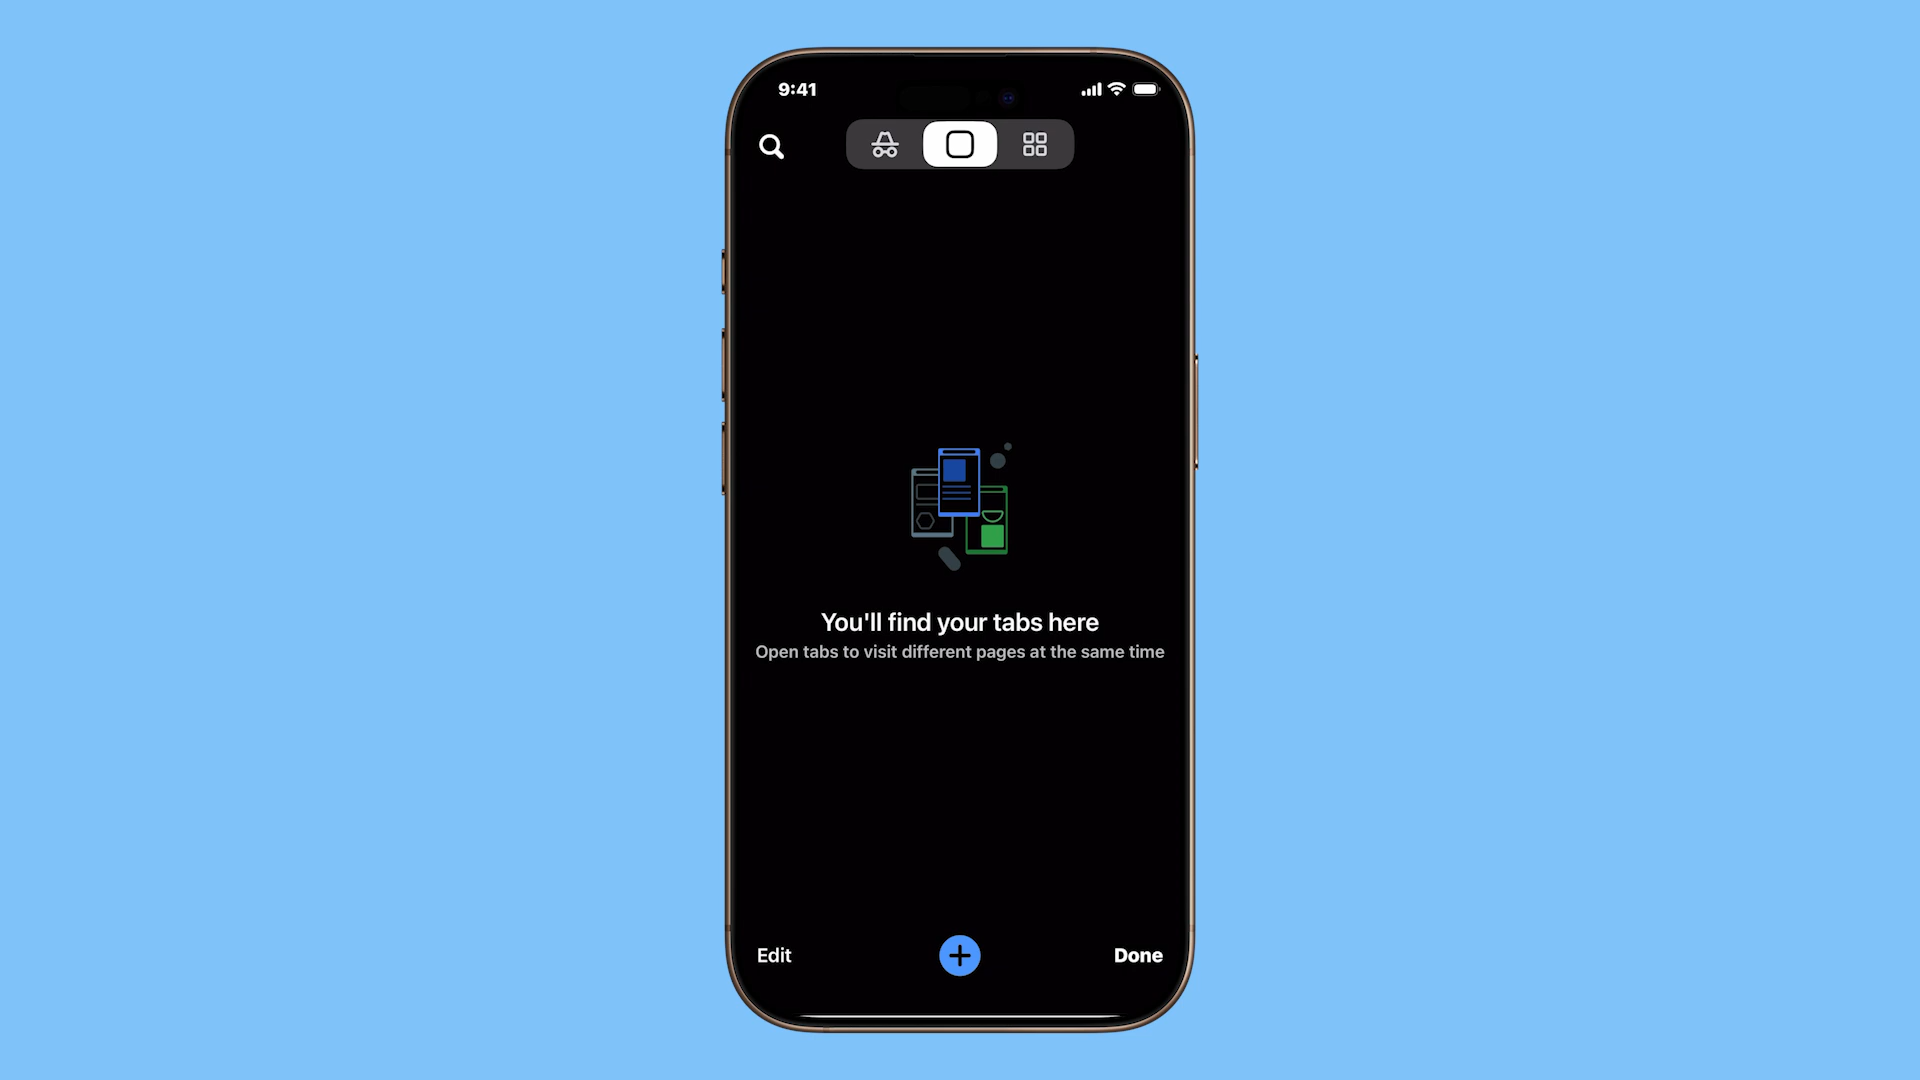 9:41
You'll find your tabs here
Open tabs to visit different pages at the same time
Edit
Done